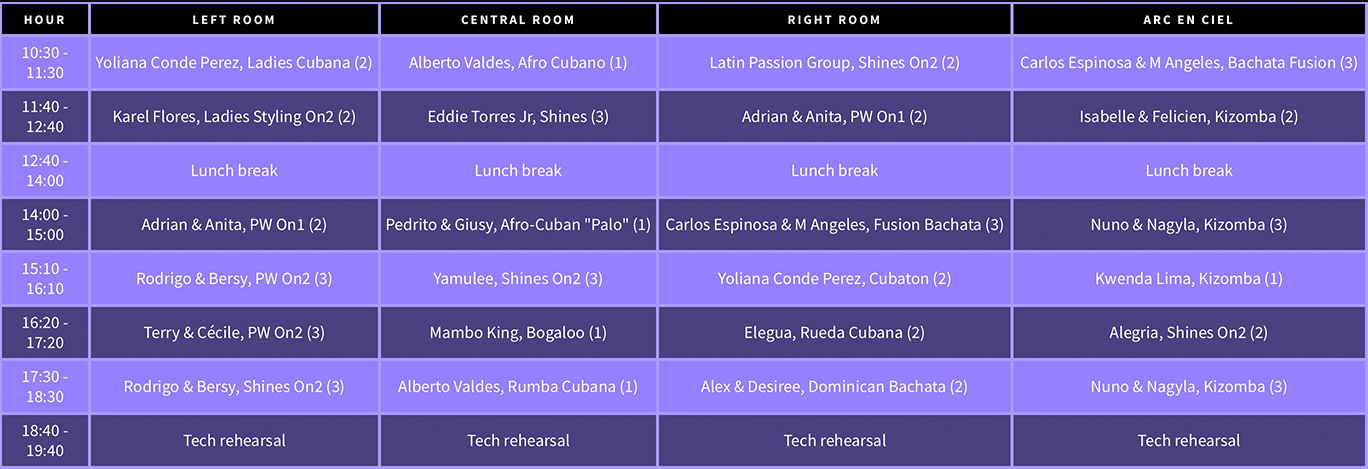 HOUR LEFT ROOM CENTRAL ROOM RIGHT ROOM ARC EN CIEL
10:30 -
11:30
Yoliana Conde Perez, Ladies Cubana (2)
Alberto Valdes, Afro Cubano (1)
Latin Passion Group, Shines On2 (2)
Carlos Espinosa & M Angeles, Bachata Fusion (3)
11:40 -
12:40
Karel Flores, Ladies Styling On2 (2)
Eddie Torres Jr, Shines (3)
Adrian & Anita, PW On1 (2)
Isabelle & Felicien, Kizomba (2)
12:40 -
14:00
Lunch break
Lunch break
Lunch break
Lunch break
14:00 -
15:00
Adrian & Anita, PW On1 (2)
Pedrito & Giusy, Afro-Cuban "Palo" (1)
Carlos Espinosa & M Angeles, Fusion Bachata (3)
Nuno & Nagyla, Kizomba (3)
15:10 -
16:10
Rodrigo & Bersy, PW On2 (3)
Yamulee, Shines On2 (3)
Yoliana Conde Perez, Cubaton (2)
Kwenda Lima, Kizomba (1)
16:20 -
17:20
Terry & Cécile, PW On2 (3)
Mambo King, Bogaloo (1)
Elegua, Rueda Cubana (2)
Alegria, Shines On2 (2)
17:30 -
18:30
Rodrigo & Bersy, Shines On2 (3)
Alberto Valdes, Rumba Cubana (1)
Alex & Desiree, Dominican Bachata (2)
Nuno & Nagyla, Kizomba (3)
18:40 -
19:40
Tech rehearsal
Tech rehearsal
Tech rehearsal
Tech rehearsal